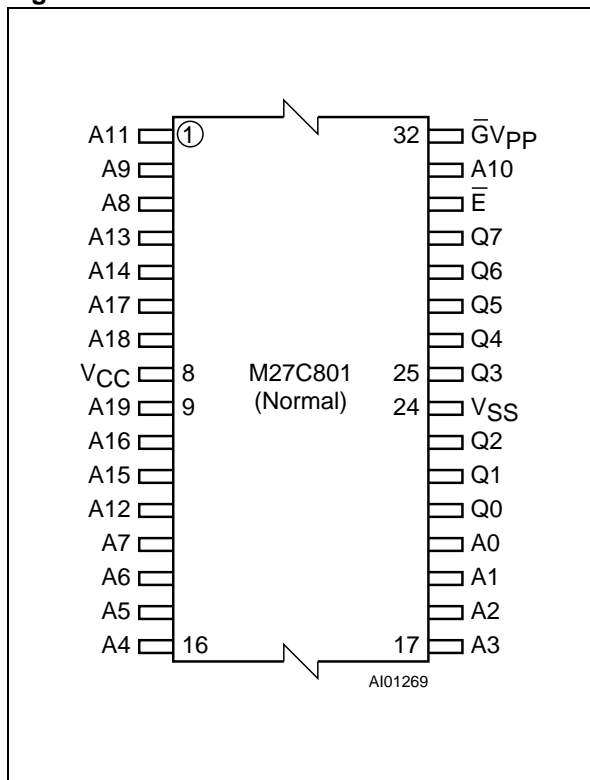 A11 1 32 G̅VPP
A9 A10
A8 E̅
A13 Q7
A14 Q6
A17 Q5
A18 Q4
VCC 8 M27C801 25 Q3
A19 9 (Normal) 24 VSS
A16 Q2
A15 Q1
A12 Q0
A7 A0
A6 A1
A5 A2
A4 16 17 A3
AI01269